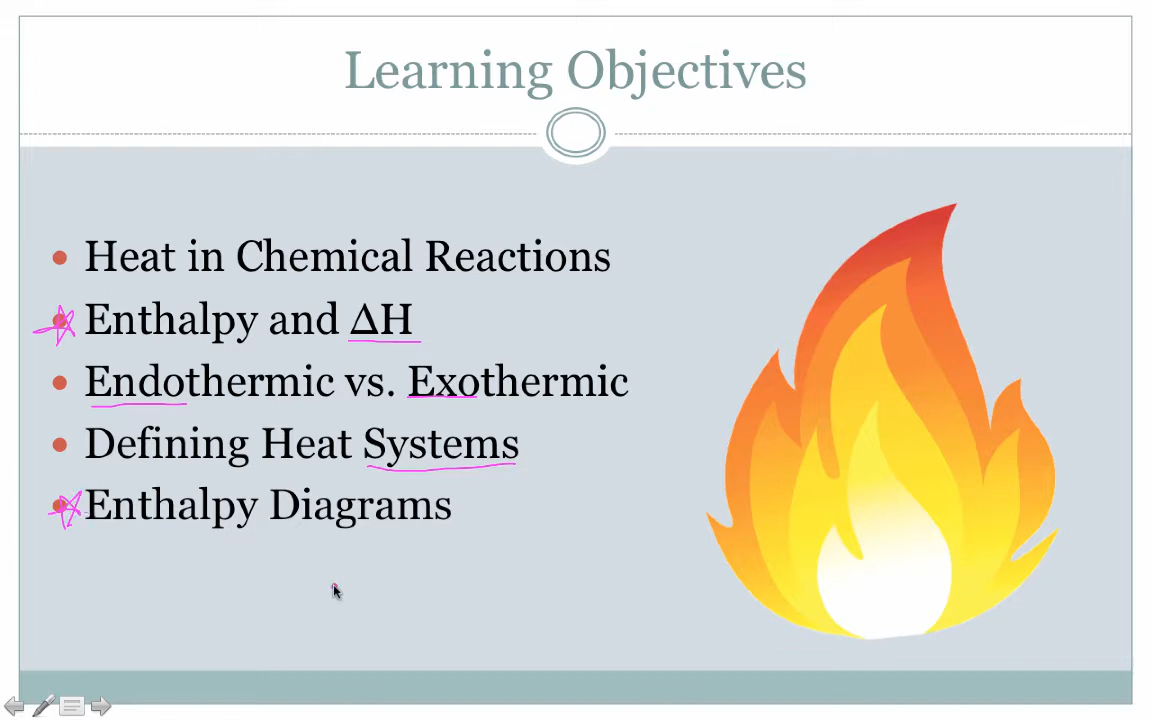 Learning Objectives
Heat in Chemical Reactions
Enthalpy and ΔH
Endothermic vs. Exothermic
Defining Heat Systems
Enthalpy Diagrams